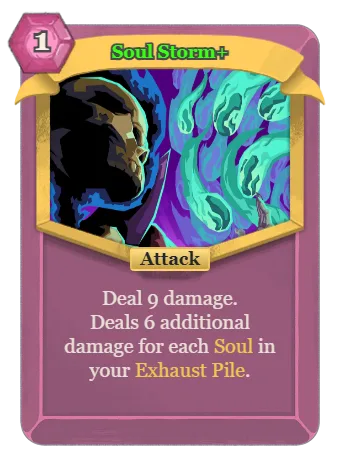 1
Soul Storm+
Attack
Deal 9 damage.
Deals 6 additional
damage for each Soul in
your Exhaust Pile.